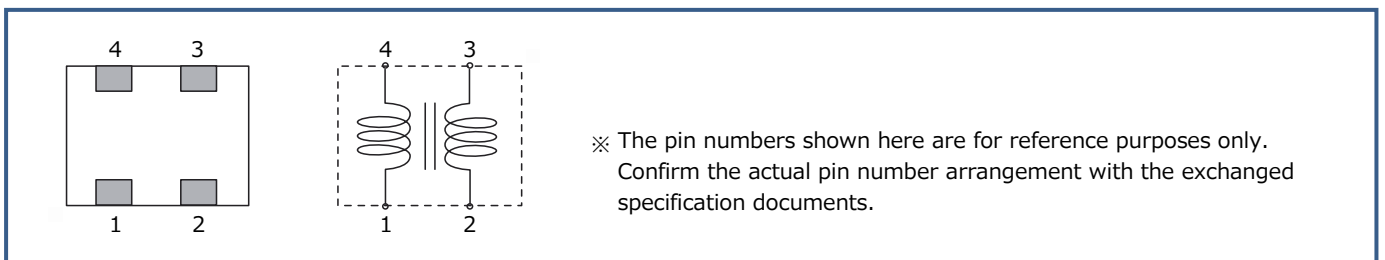 4 3
4 3
※ The pin numbers shown here are for reference purposes only.
Confirm the actual pin number arrangement with the exchanged
specification documents.
1 2
1 2